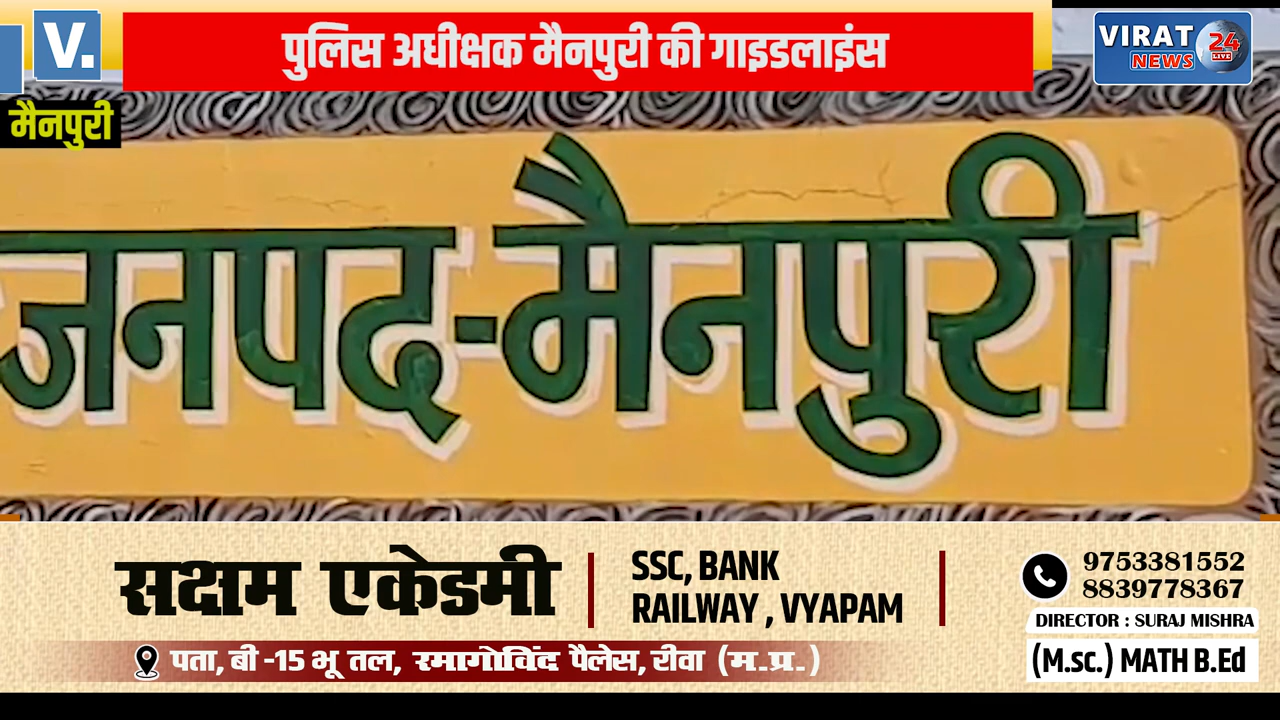 V.
पुलिस अधीक्षक मैनपुरी की गाइडलाइंस
VIRAT
24
NEWS
LIVE
मैनपुरी
जनपद-मैनपुरी
सक्षम एकेडमी
SSC, BANK
RAILWAY , VYAPAM
9753381552
8839778367
DIRECTOR : SURAJ MISHRA
(M.sc.) MATH B.Ed
पता, बी -15 भू तल, रमागोविंद पैलेस, रीवा (म.प्र.)